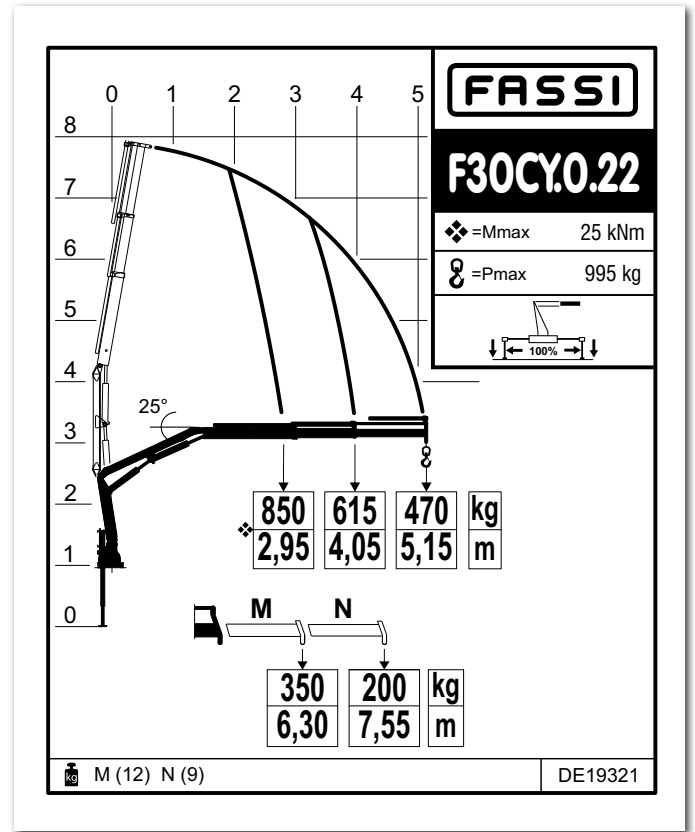 FASSI
F30CY.0.22
=Mmax 25 kNm
=Pmax 995 kg
100%
0 1 2 3 4 5
8
7
6
5
4
3
2
1
0
25°
850 615 470 kg
2,95 4,05 5,15 m
M N
350 200 kg
6,30 7,55 m
kg M (12) N (9)
DE19321